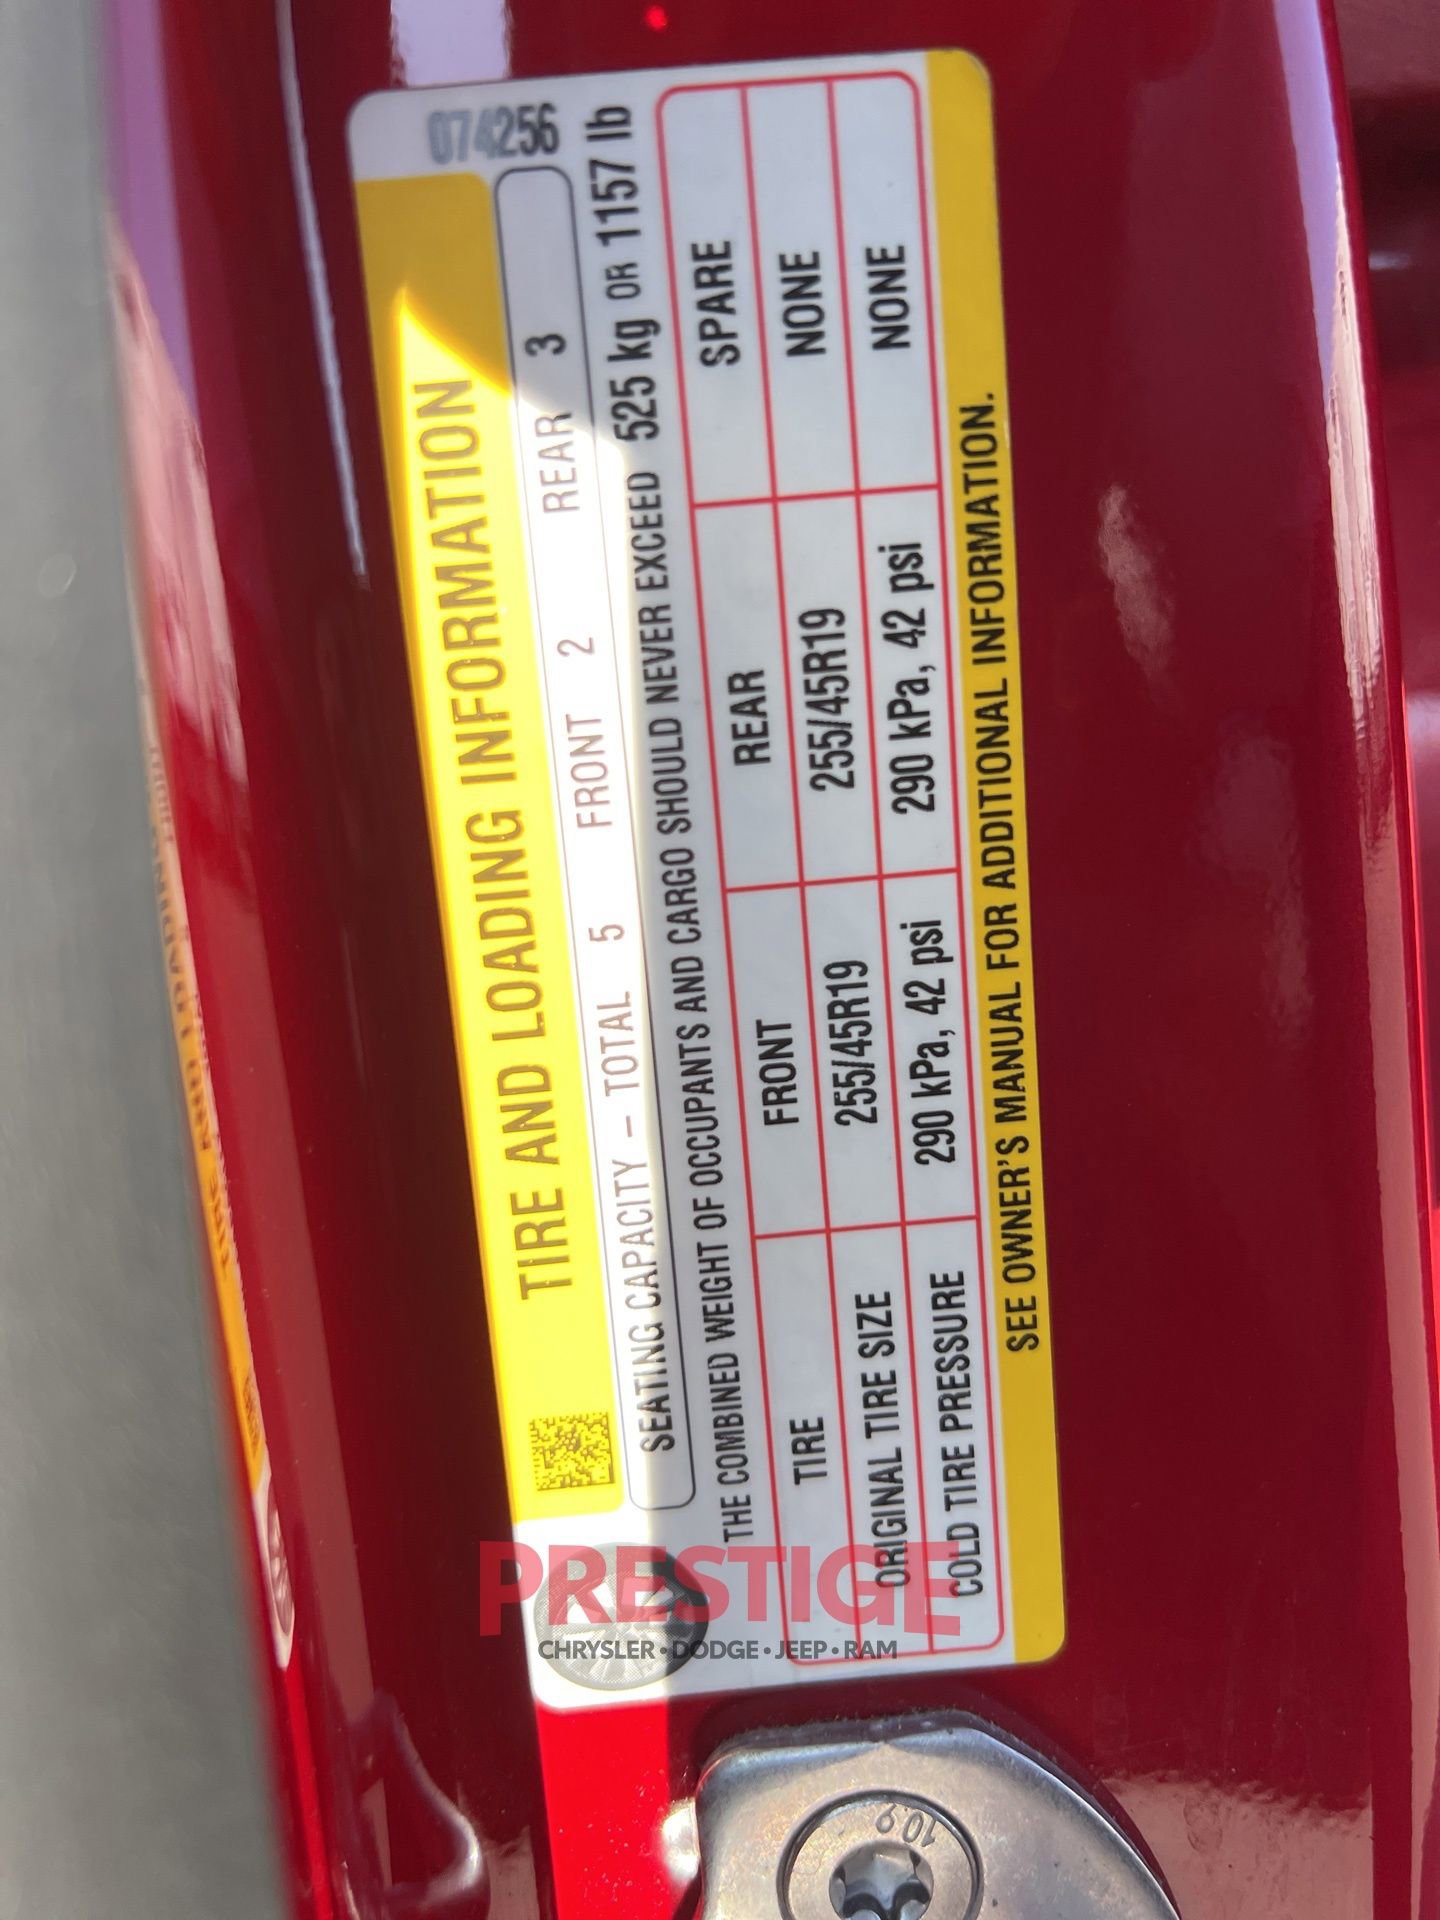 074256
TIRE AND LOADING INFORMATION
SEATING CAPACITY – TOTAL 5 FRONT 2 REAR 3
THE COMBINED WEIGHT OF OCCUPANTS AND CARGO SHOULD NEVER EXCEED 525 kg OR 1157 lb
TIRE FRONT REAR SPARE
ORIGINAL TIRE SIZE 255/45R19 255/45R19 NONE
COLD TIRE PRESSURE 290 kPa, 42 psi 290 kPa, 42 psi NONE
SEE OWNER'S MANUAL FOR ADDITIONAL INFORMATION.
PRESTIGE
CHRYSLER • DODGE • JEEP • RAM
10.9